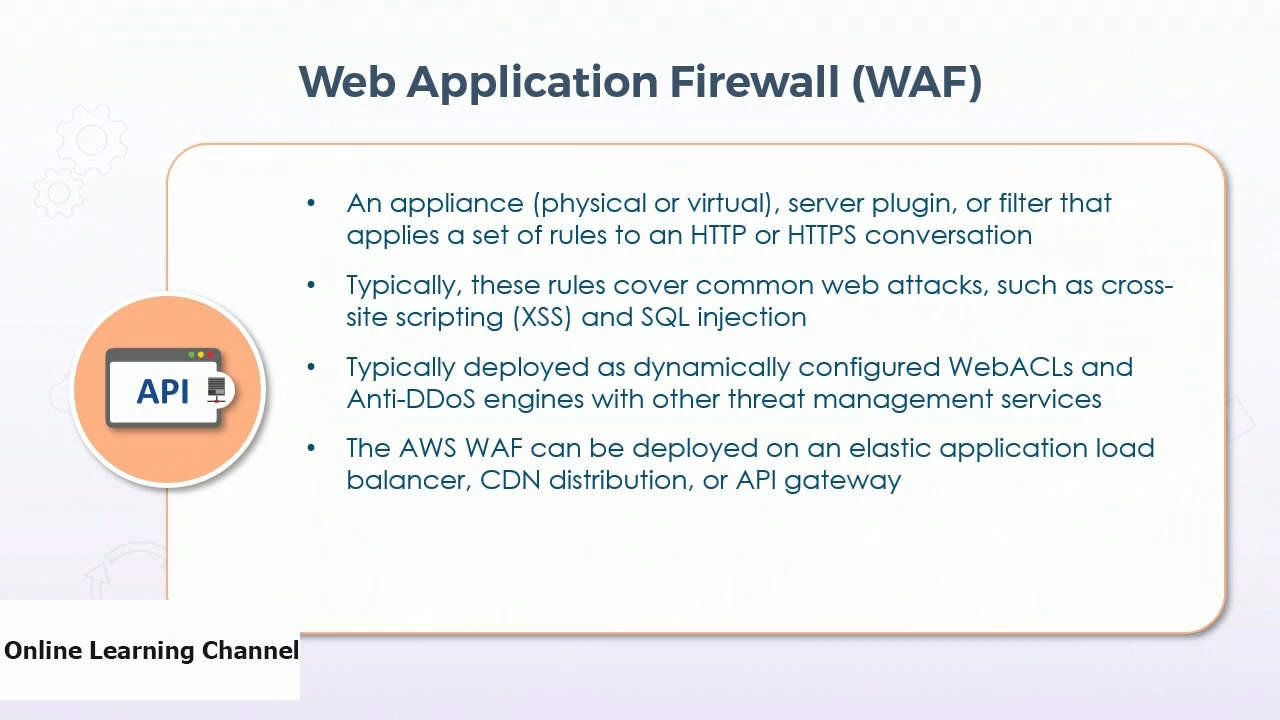 Web Application Firewall (WAF)
• An appliance (physical or virtual), server plugin, or filter that
applies a set of rules to an HTTP or HTTPS conversation
• Typically, these rules cover common web attacks, such as cross-
site scripting (XSS) and SQL injection
• Typically deployed as dynamically configured WebACLs and
Anti-DDoS engines with other threat management services
• The AWS WAF can be deployed on an elastic application load
balancer, CDN distribution, or API gateway
API
Online Learning Channel